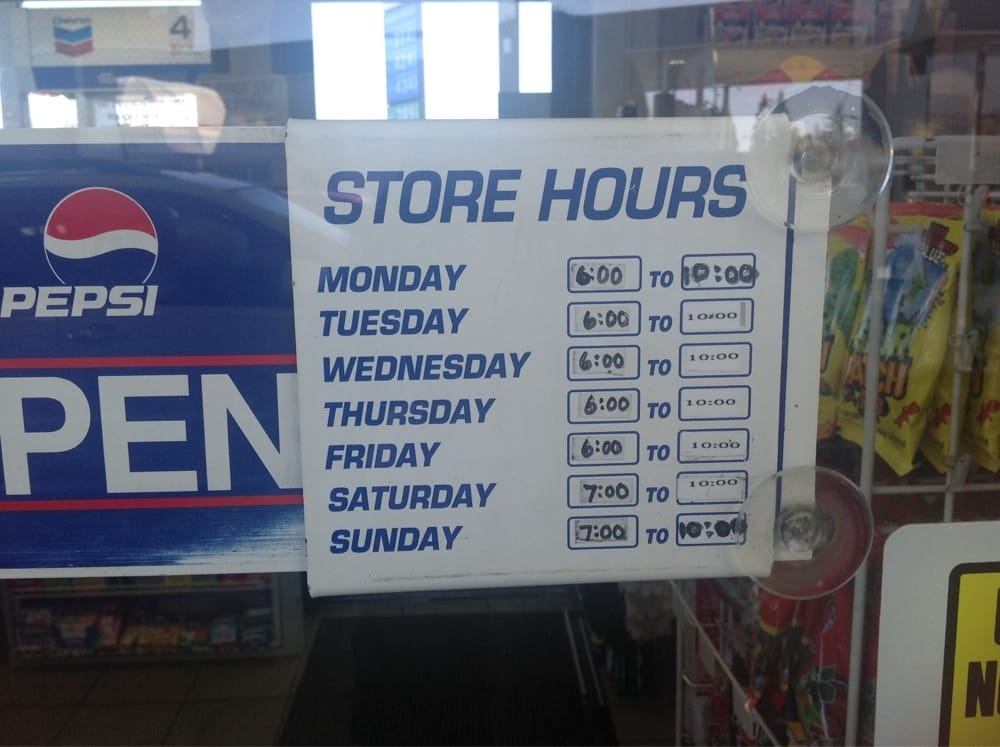 Chevron
4
PEPSI
PEN
STORE HOURS
MONDAY 6:00 TO 10:00
TUESDAY 6:00 TO 10:00
WEDNESDAY 6:00 TO 10:00
THURSDAY 6:00 TO 10:00
FRIDAY 6:00 TO 10:00
SATURDAY 7:00 TO 10:00
SUNDAY 7:00 TO 10:00